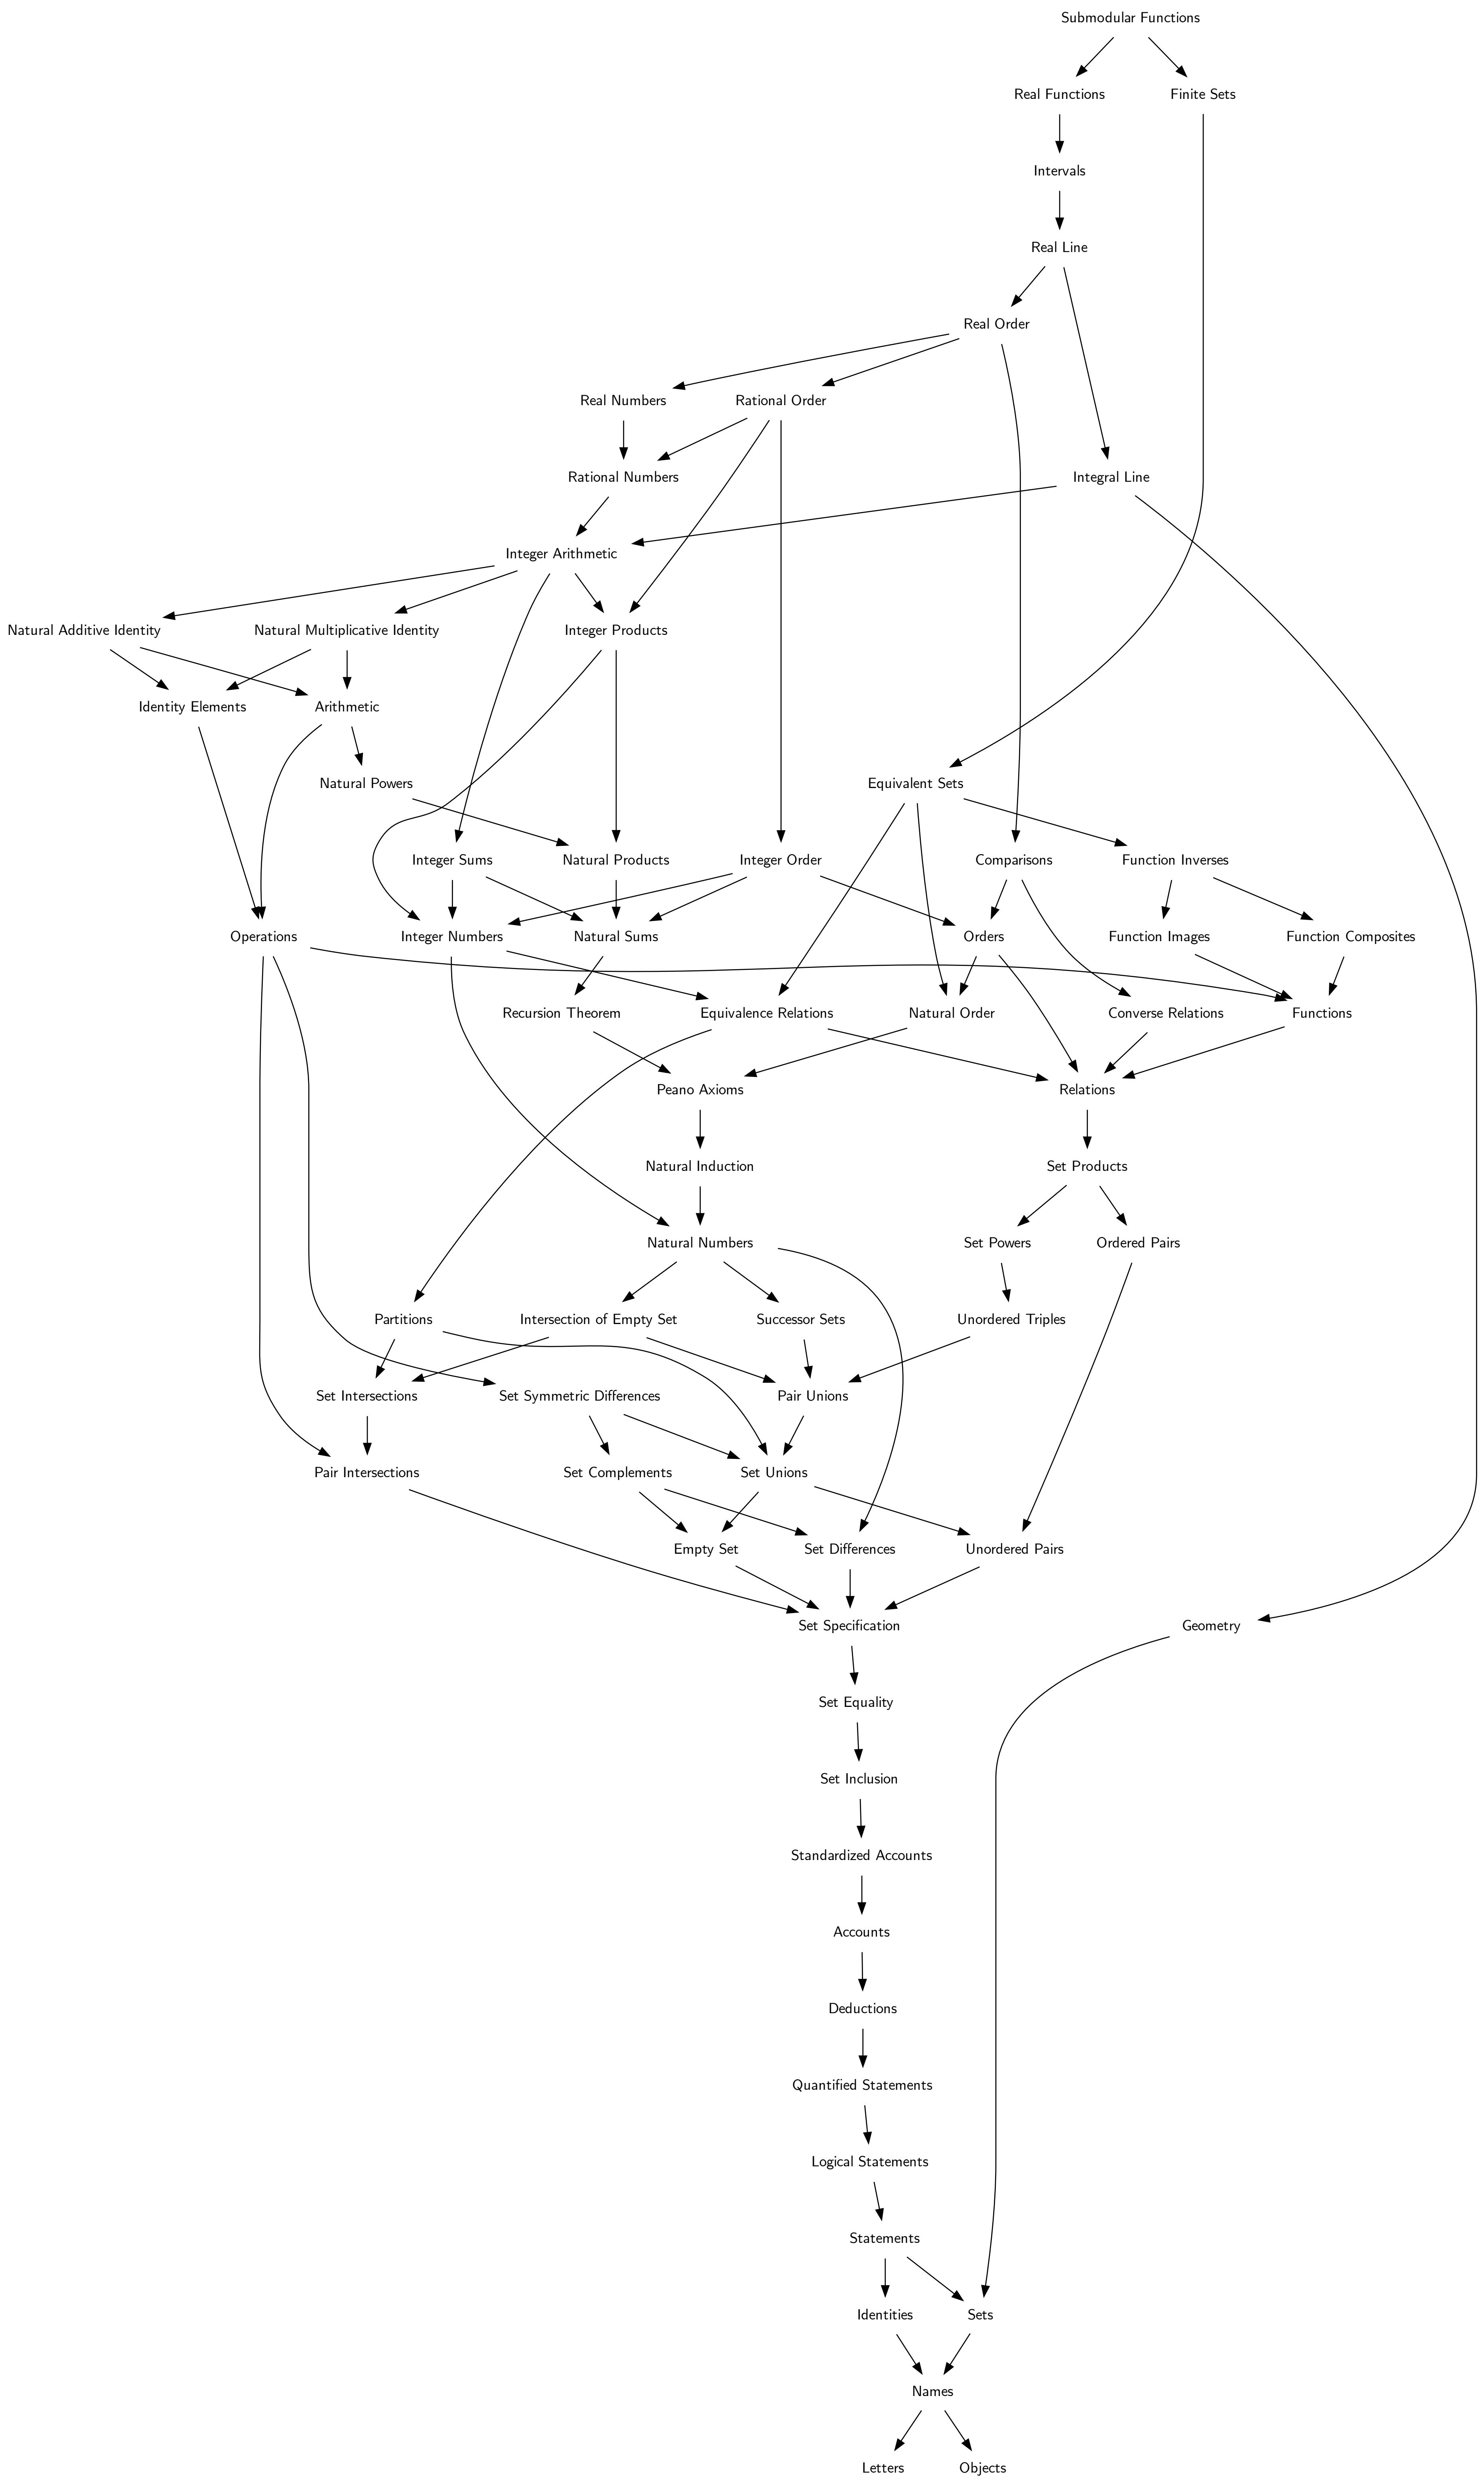 Submodular Functions
Real Functions
Finite Sets
Intervals
Real Line
Real Order
Real Numbers
Rational Order
Rational Numbers
Integral Line
Integer Arithmetic
Natural Additive Identity
Natural Multiplicative Identity
Integer Products
Identity Elements
Arithmetic
Natural Powers
Equivalent Sets
Integer Sums
Natural Products
Integer Order
Comparisons
Function Inverses
Operations
Integer Numbers
Natural Sums
Orders
Function Images
Function Composites
Recursion Theorem
Equivalence Relations
Natural Order
Converse Relations
Functions
Peano Axioms
Relations
Natural Induction
Set Products
Natural Numbers
Set Powers
Ordered Pairs
Partitions
Intersection of Empty Set
Successor Sets
Unordered Triples
Set Intersections
Set Symmetric Differences
Pair Unions
Pair Intersections
Set Complements
Set Unions
Empty Set
Set Differences
Unordered Pairs
Set Specification
Geometry
Set Equality
Set Inclusion
Standardized Accounts
Accounts
Deductions
Quantified Statements
Logical Statements
Statements
Identities
Sets
Names
Letters
Objects